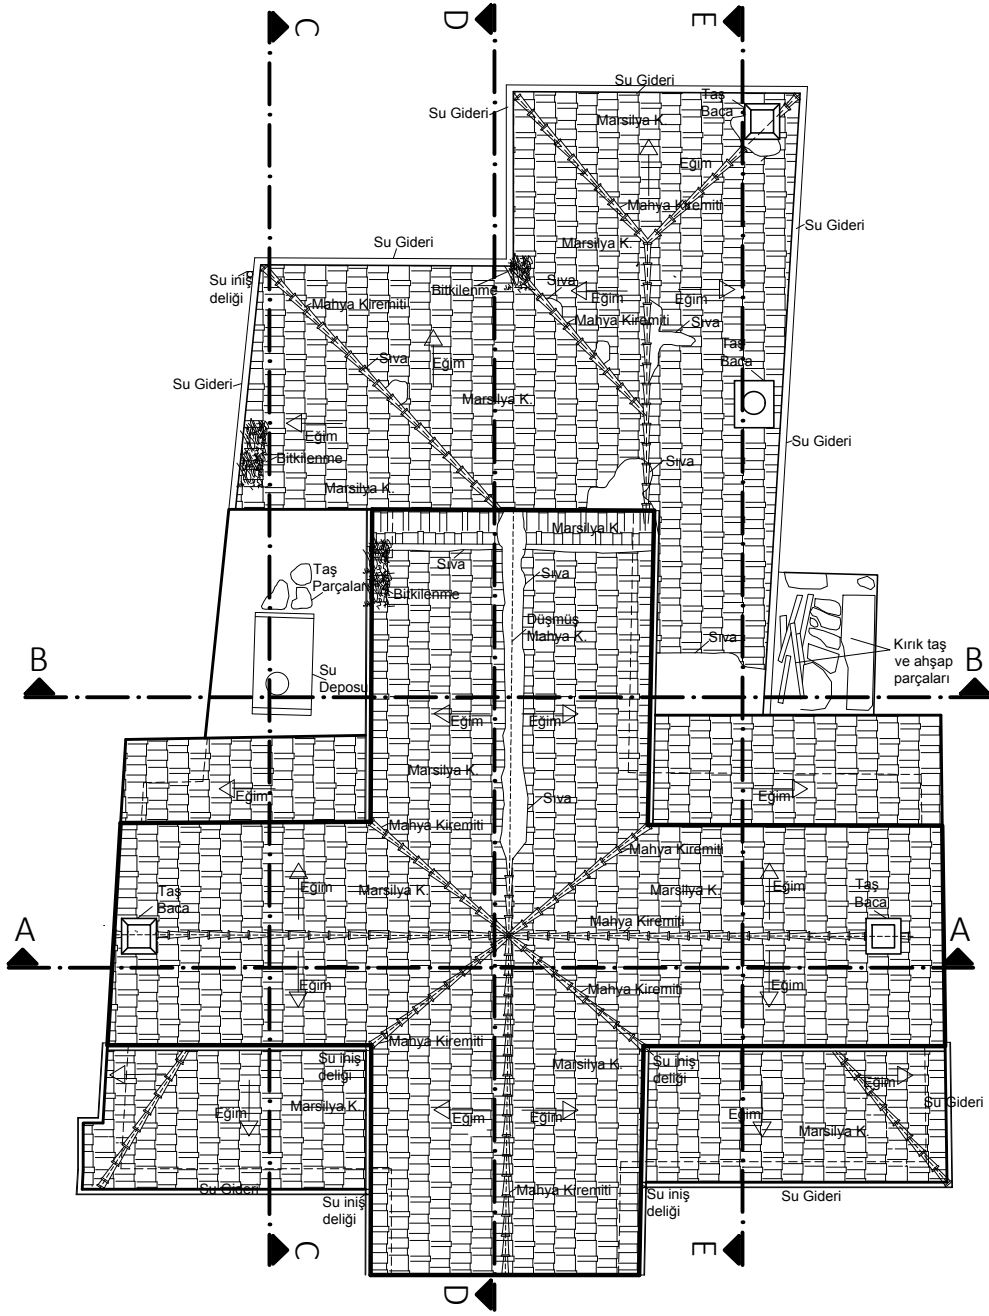 C
D
E
Su Gideri
Su Gideri
Taş
Baca
Marsilya K.
Eğim
Mahya Kiremiti
Su Gideri
Su Gideri
Marsilya K.
Su iniş
deliği
Bitkilenme
Sıva
Eğim
Eğim
Mahya Kiremiti
Mahya Kiremiti
Sıva
Taş
Baca
Sıva
Eğim
Su Gideri
Marsilya K.
Eğim
Su Gideri
Bitkilenme
Sıva
Marsilya K.
Marsilya K.
Sıva
Sıva
Taş
Parçaları
Bitkilenme
Düşmüş
Mahya K.
Sıva
Kırık taş
ve ahşap
parçaları
B
Su
Deposu
B
Eğim
Eğim
Marsilya K.
Eğim
Sıva
Eğim
Mahya Kiremiti
Mahya Kiremiti
Eğim
Marsilya K.
Marsilya K.
Eğim
Taş
Baca
Taş
Baca
Mahya Kiremiti
A
A
Eğim
Mahya Kiremiti
Eğim
Mahya Kiremiti
Su iniş
deliği
Marsilya K.
Su iniş
deliği
Eğim
Marsilya K.
Su Gideri
Eğim
Eğim
Eğim
Eğim
Marsilya K.
Su Gideri
Mahya Kiremiti
Su iniş
deliği
Su iniş
deliği
Su Gideri
C
E
D